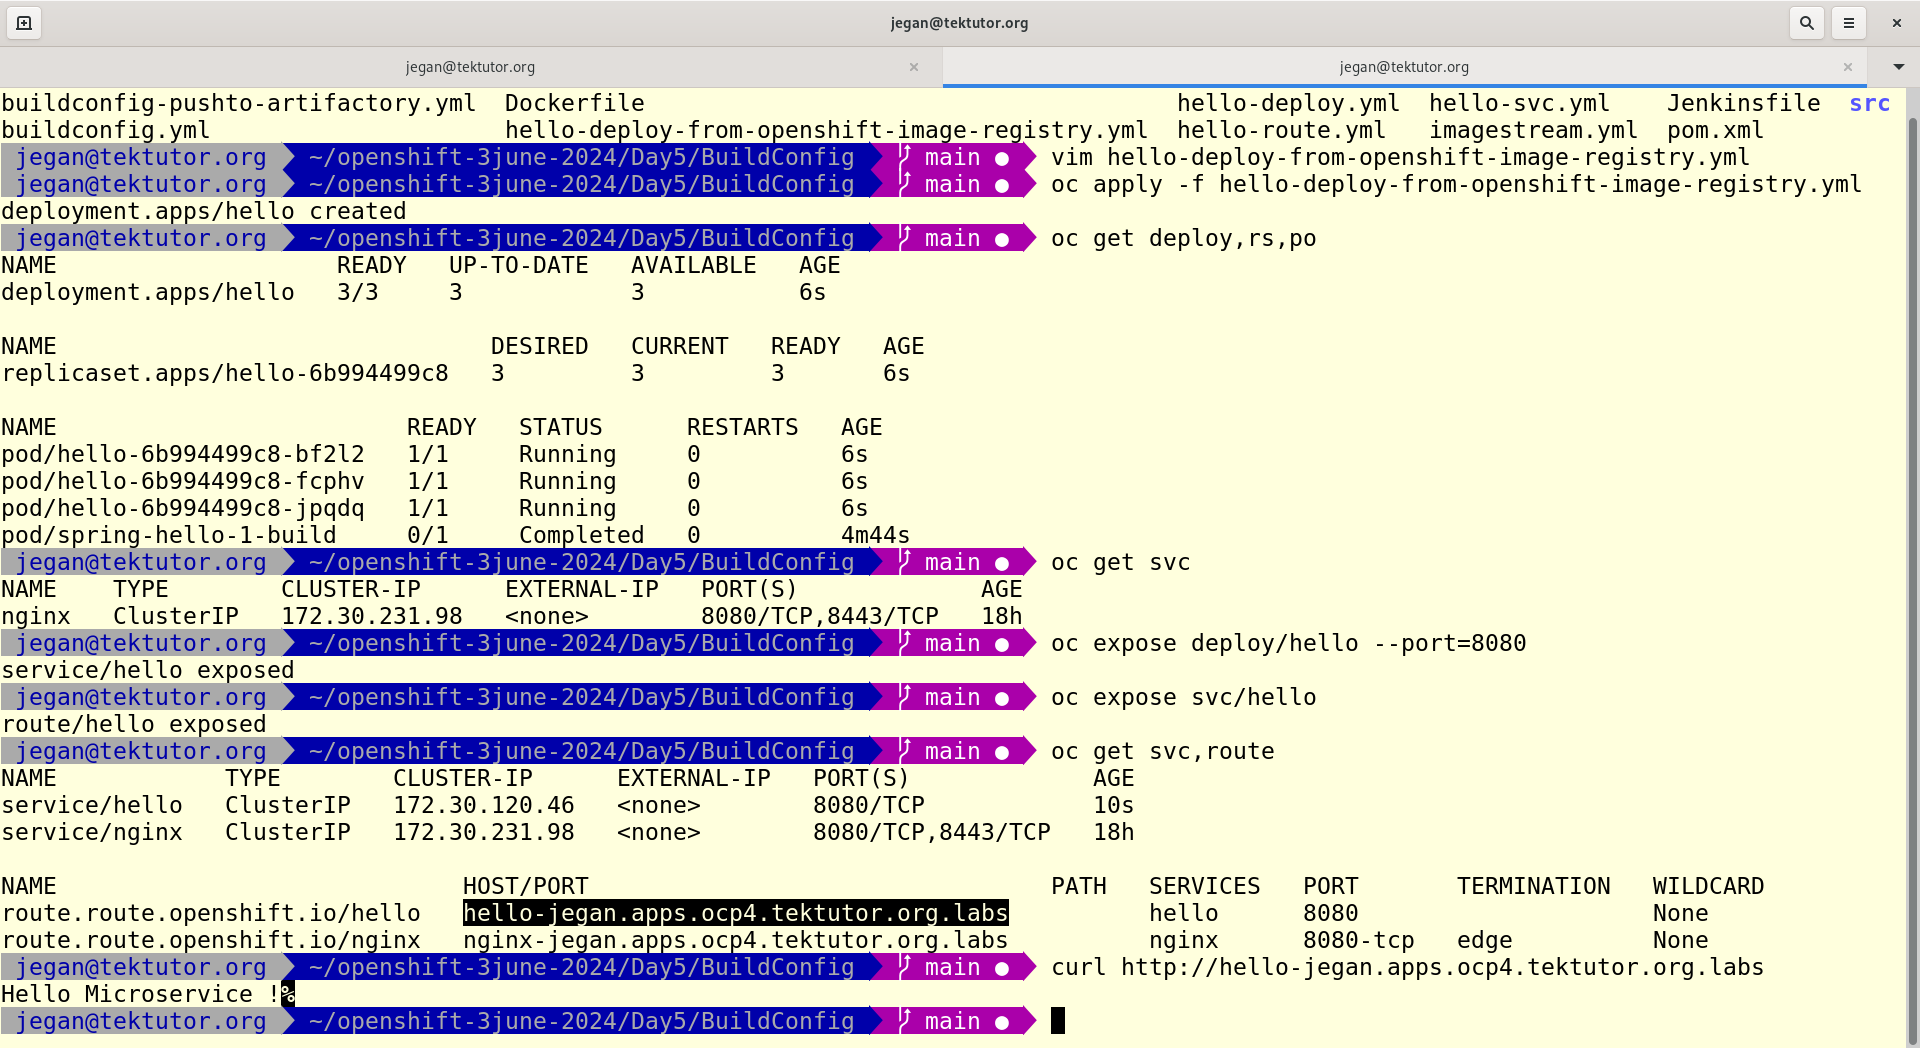 jegan@tektutor.org
jegan@tektutor.org jegan@tektutor.org
buildconfig-pushto-artifactory.yml  Dockerfile                                      hello-deploy.yml  hello-svc.yml    Jenkinsfile  src
buildconfig.yml                     hello-deploy-from-openshift-image-registry.yml  hello-route.yml   imagestream.yml  pom.xml
jegan@tektutor.org  ~/openshift-3june-2024/Day5/BuildConfig  main ● vim hello-deploy-from-openshift-image-registry.yml
jegan@tektutor.org  ~/openshift-3june-2024/Day5/BuildConfig  main ● oc apply -f hello-deploy-from-openshift-image-registry.yml
deployment.apps/hello created
jegan@tektutor.org  ~/openshift-3june-2024/Day5/BuildConfig  main ● oc get deploy,rs,po
NAME                    READY   UP-TO-DATE   AVAILABLE   AGE
deployment.apps/hello   3/3     3            3           6s
NAME                               DESIRED   CURRENT   READY   AGE
replicaset.apps/hello-6b994499c8   3         3         3       6s
NAME                         READY   STATUS      RESTARTS   AGE
pod/hello-6b994499c8-bf2l2   1/1     Running     0          6s
pod/hello-6b994499c8-fcphv   1/1     Running     0          6s
pod/hello-6b994499c8-jpqdq   1/1     Running     0          6s
pod/spring-hello-1-build     0/1     Completed   0          4m44s
jegan@tektutor.org  ~/openshift-3june-2024/Day5/BuildConfig  main ● oc get svc
NAME    TYPE        CLUSTER-IP      EXTERNAL-IP   PORT(S)             AGE
nginx   ClusterIP   172.30.231.98   <none>        8080/TCP,8443/TCP   18h
jegan@tektutor.org  ~/openshift-3june-2024/Day5/BuildConfig  main ● oc expose deploy/hello --port=8080
service/hello exposed
jegan@tektutor.org  ~/openshift-3june-2024/Day5/BuildConfig  main ● oc expose svc/hello
route/hello exposed
jegan@tektutor.org  ~/openshift-3june-2024/Day5/BuildConfig  main ● oc get svc,route
NAME            TYPE        CLUSTER-IP      EXTERNAL-IP   PORT(S)             AGE
service/hello   ClusterIP   172.30.120.46   <none>        8080/TCP            10s
service/nginx   ClusterIP   172.30.231.98   <none>        8080/TCP,8443/TCP   18h
NAME                             HOST/PORT                                 PATH   SERVICES   PORT       TERMINATION   WILDCARD
route.route.openshift.io/hello   hello-jegan.apps.ocp4.tektutor.org.labs          hello      8080                     None
route.route.openshift.io/nginx   nginx-jegan.apps.ocp4.tektutor.org.labs          nginx      8080-tcp   edge          None
jegan@tektutor.org  ~/openshift-3june-2024/Day5/BuildConfig  main ● curl http://hello-jegan.apps.ocp4.tektutor.org.labs
Hello Microservice !%
jegan@tektutor.org  ~/openshift-3june-2024/Day5/BuildConfig  main ●